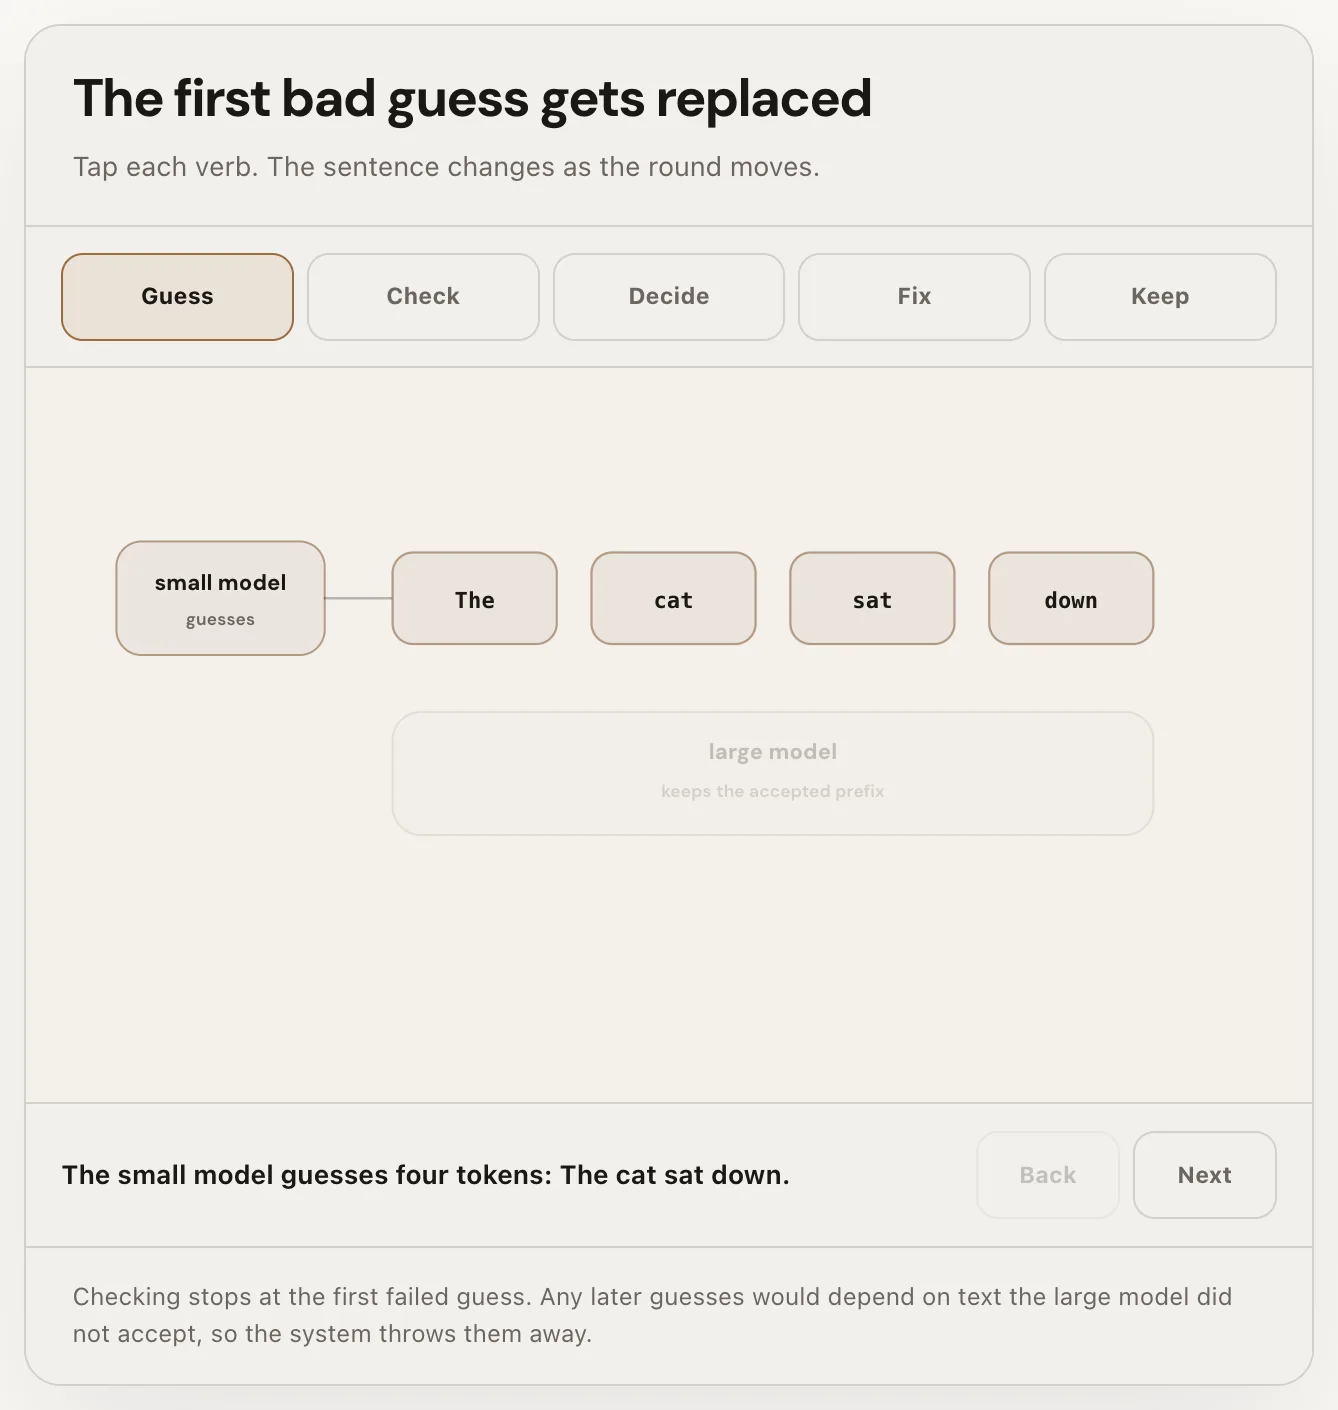 The first bad guess gets replaced
Tap each verb. The sentence changes as the round moves.
Guess
Check
Decide
Fix
Keep
small model
guesses
The
cat
sat
down
large model
keeps the accepted prefix
The small model guesses four tokens: The cat sat down.
Back
Next
Checking stops at the first failed guess. Any later guesses would depend on text the large model did
not accept, so the system throws them away.